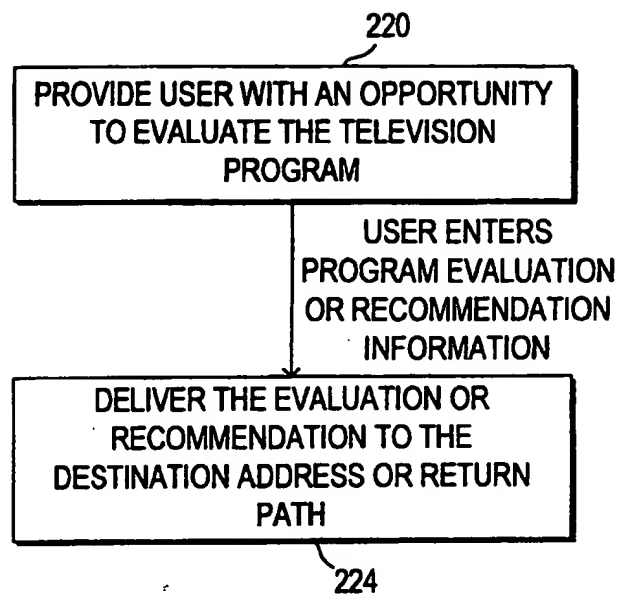 220
PROVIDE USER WITH AN OPPORTUNITY
TO EVALUATE THE TELEVISION
PROGRAM
USER ENTERS
PROGRAM EVALUATION
OR RECOMMENDATION
INFORMATION
DELIVER THE EVALUATION OR
RECOMMENDATION TO THE
DESTINATION ADDRESS OR RETURN
PATH
224